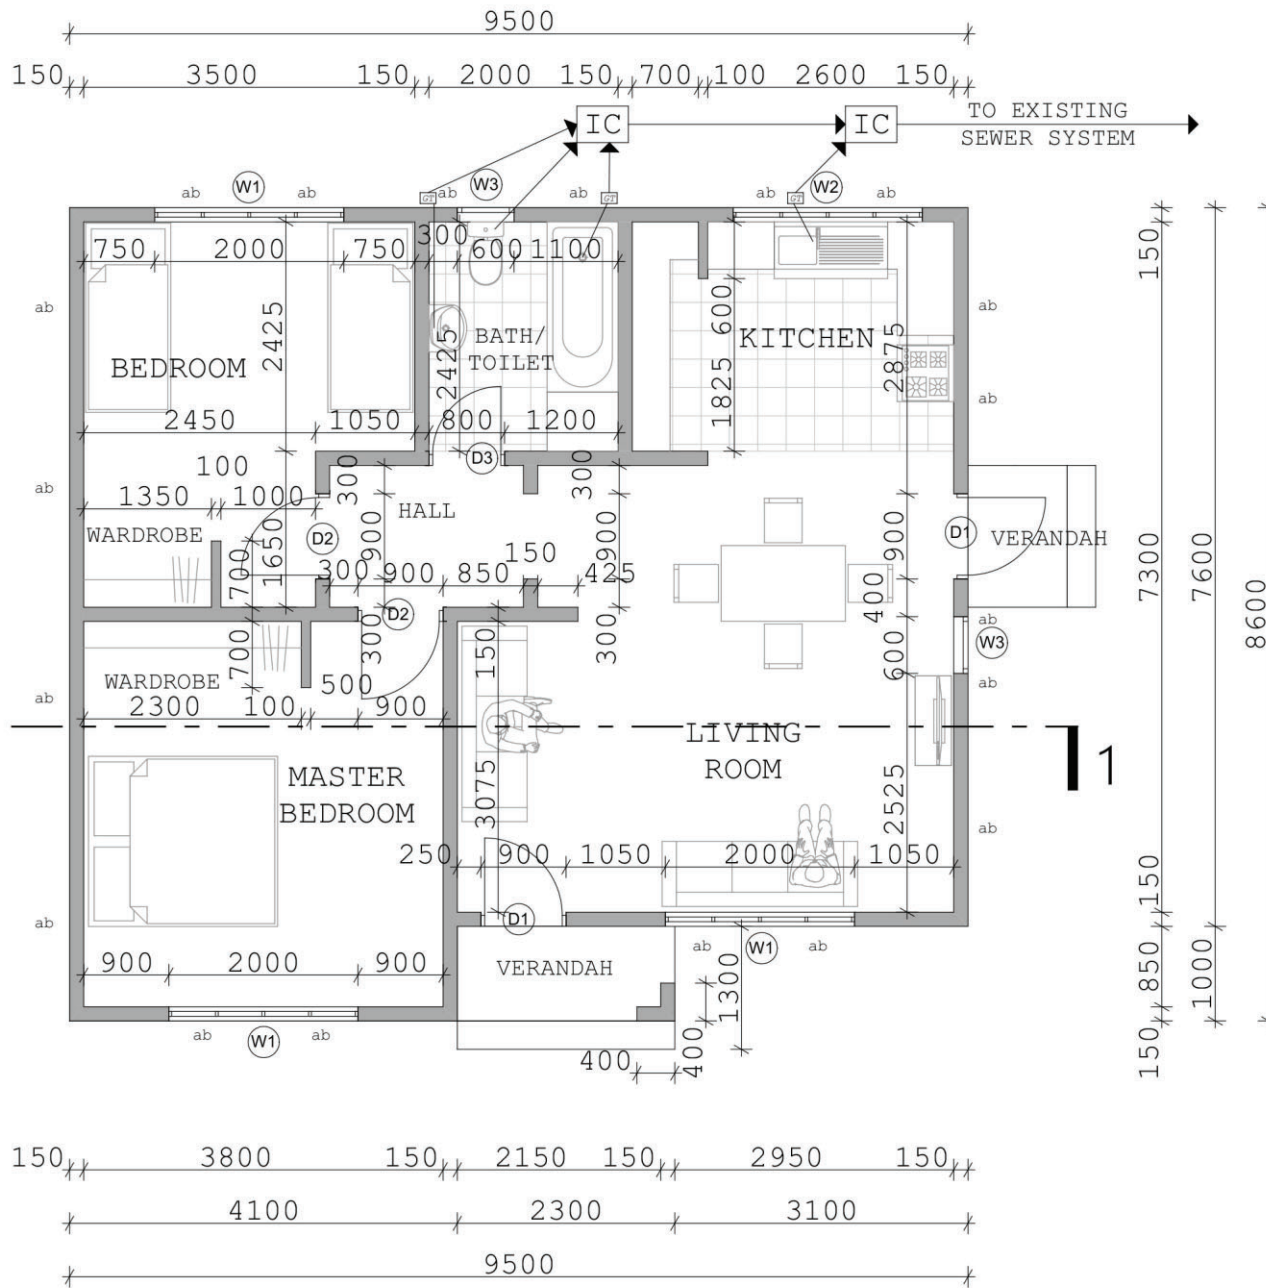 9500
150 3500 150 2000 150 700 100 2600 150
IC IC TO EXISTING
SEWER SYSTEM
ab W1 ab GT ab W3 ab GT GT W2 ab
750 2000 750 300 600 1100
150
ab ab
2425 2425 600 2875
BATH/
TOILET
KITCHEN
BEDROOM
1825
ab
2450 1050 800 1200
D3
ab 100 300 300
1350 1000 HALL
WARDROBE D2 900 900 900 D1 VERANDAH
1650 150
700 300 900 850 425 400
D2 ab
300 300 600 W3
700 150
WARDROBE 500 ab
ab
2300 100 900
LIVING
ROOM
1
MASTER
BEDROOM
3075 2525
ab
250 900 1050 2000 1050
7300 7600 8600
150
ab D1 ab W1 ab
VERANDAH
900 2000 900 1300 850 1000
ab W1 ab
400 400 150
150 3800 150 2150 150 2950 150
4100 2300 3100
9500